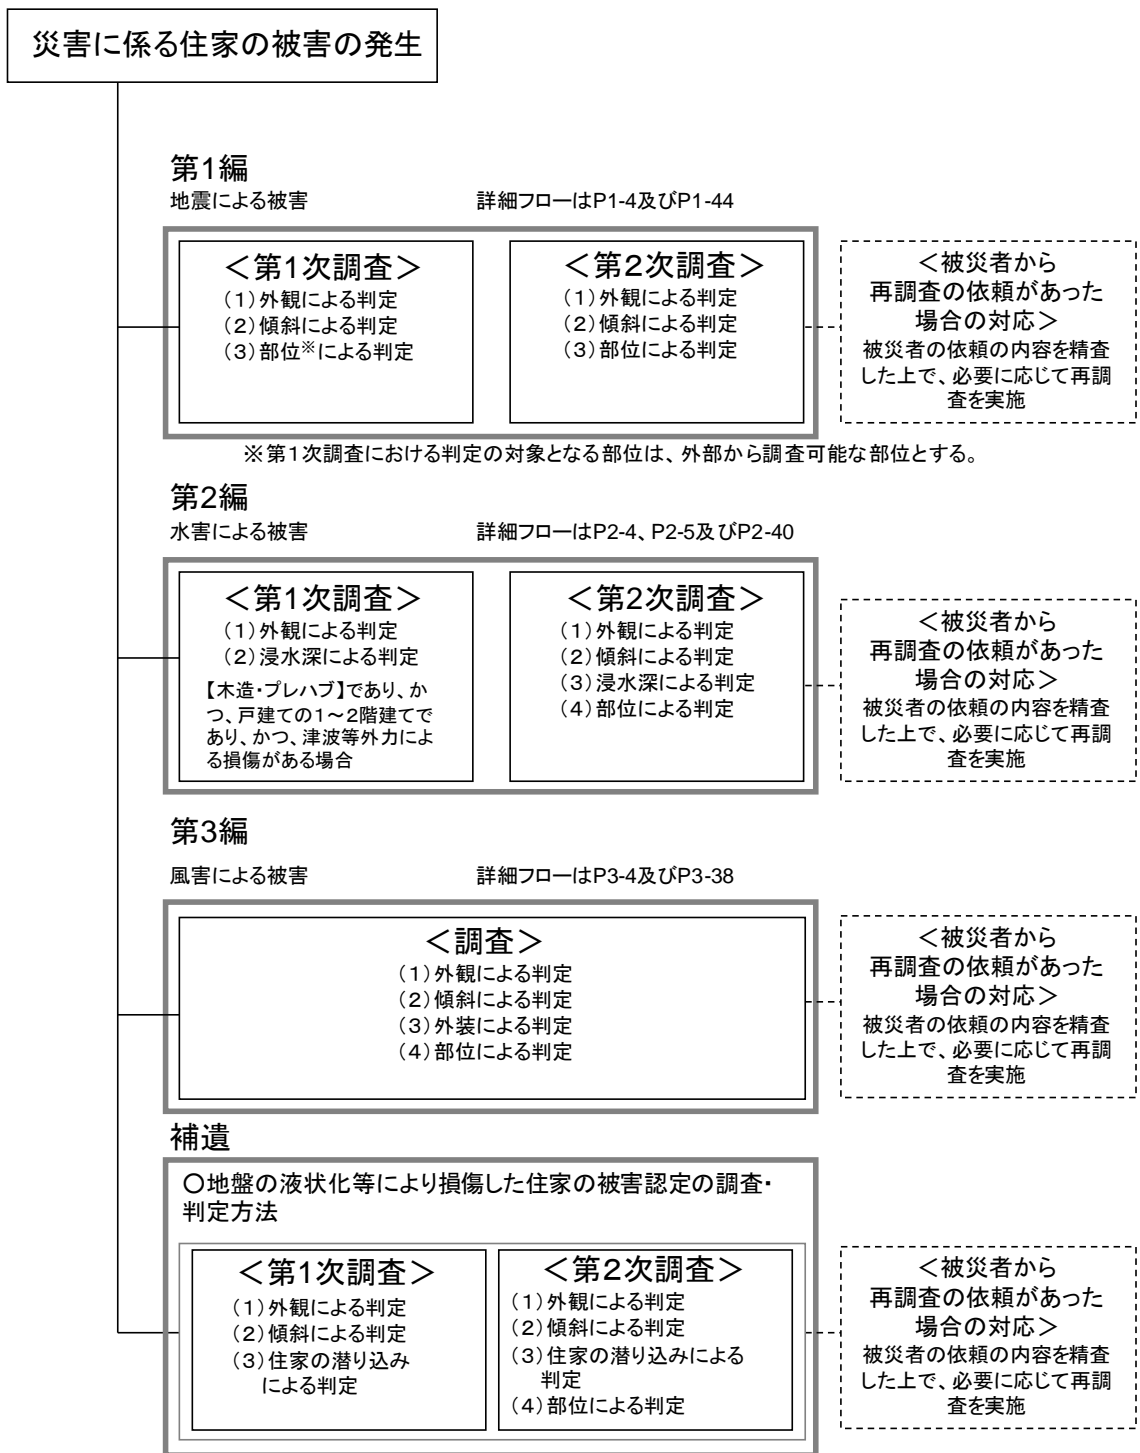 災害に係る住家の被害の発生
第1編
地震による被害 詳細フローはP1-4及びP1-44
＜第1次調査＞
（1）外観による判定
（2）傾斜による判定
（3）部位※による判定
＜第2次調査＞
（1）外観による判定
（2）傾斜による判定
（3）部位による判定
＜被災者から
再調査の依頼があった
場合の対応＞
被災者の依頼の内容を精査
した上で、必要に応じて再調
査を実施
※第1次調査における判定の対象となる部位は、外部から調査可能な部位とする。
第2編
水害による被害 詳細フローはP2-4、P2-5及びP2-40
＜第1次調査＞
（1）外観による判定
（2）浸水深による判定
【木造・プレハブ】であり、か
つ、戸建ての1～2階建てで
あり、かつ、津波等外力によ
る損傷がある場合
＜第2次調査＞
（1）外観による判定
（2）傾斜による判定
（3）浸水深による判定
（4）部位による判定
＜被災者から
再調査の依頼があった
場合の対応＞
被災者の依頼の内容を精査
した上で、必要に応じて再調
査を実施
第3編
風害による被害 詳細フローはP3-4及びP3-38
＜調査＞
（1）外観による判定
（2）傾斜による判定
（3）外装による判定
（4）部位による判定
＜被災者から
再調査の依頼があった
場合の対応＞
被災者の依頼の内容を精査
した上で、必要に応じて再調
査を実施
補遺
○地盤の液状化等により損傷した住家の被害認定の調査・
判定方法
＜第1次調査＞
（1）外観による判定
（2）傾斜による判定
（3）住家の潜り込み
による判定
＜第2次調査＞
（1）外観による判定
（2）傾斜による判定
（3）住家の潜り込みによる
判定
（4）部位による判定
＜被災者から
再調査の依頼があった
場合の対応＞
被災者の依頼の内容を精査
した上で、必要に応じて再調
査を実施